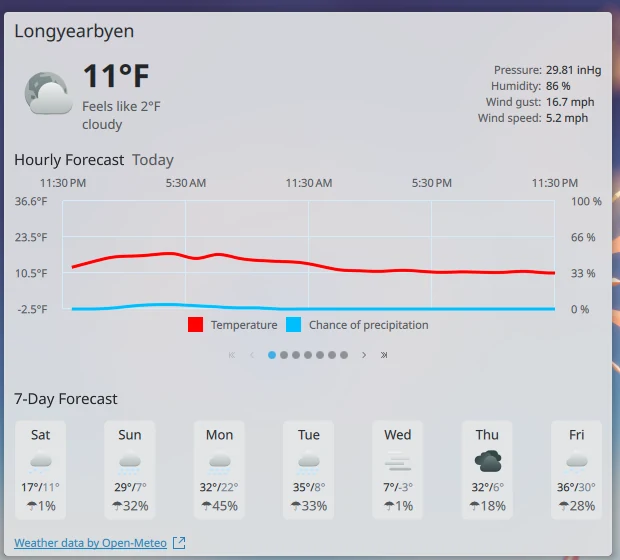 Longyearbyen
11°F
Feels like 2°F
cloudy
Pressure: 29.81 inHg
Humidity: 86 %
Wind gust: 16.7 mph
Wind speed: 5.2 mph
Hourly Forecast Today
11:30 PM 5:30 AM 11:30 AM 5:30 PM 11:30 PM
36.6°F 100 %
23.5°F 66 %
10.5°F 33 %
-2.5°F 0 %
Temperature Chance of precipitation
7-Day Forecast
Sat Sun Mon Tue Wed Thu Fri
17°/11° 29°/7° 32°/22° 35°/8° 7°/-3° 32°/6° 36°/30°
☂1% ☂32% ☂45% ☂33% ☂1% ☂18% ☂28%
Weather data by Open-Meteo